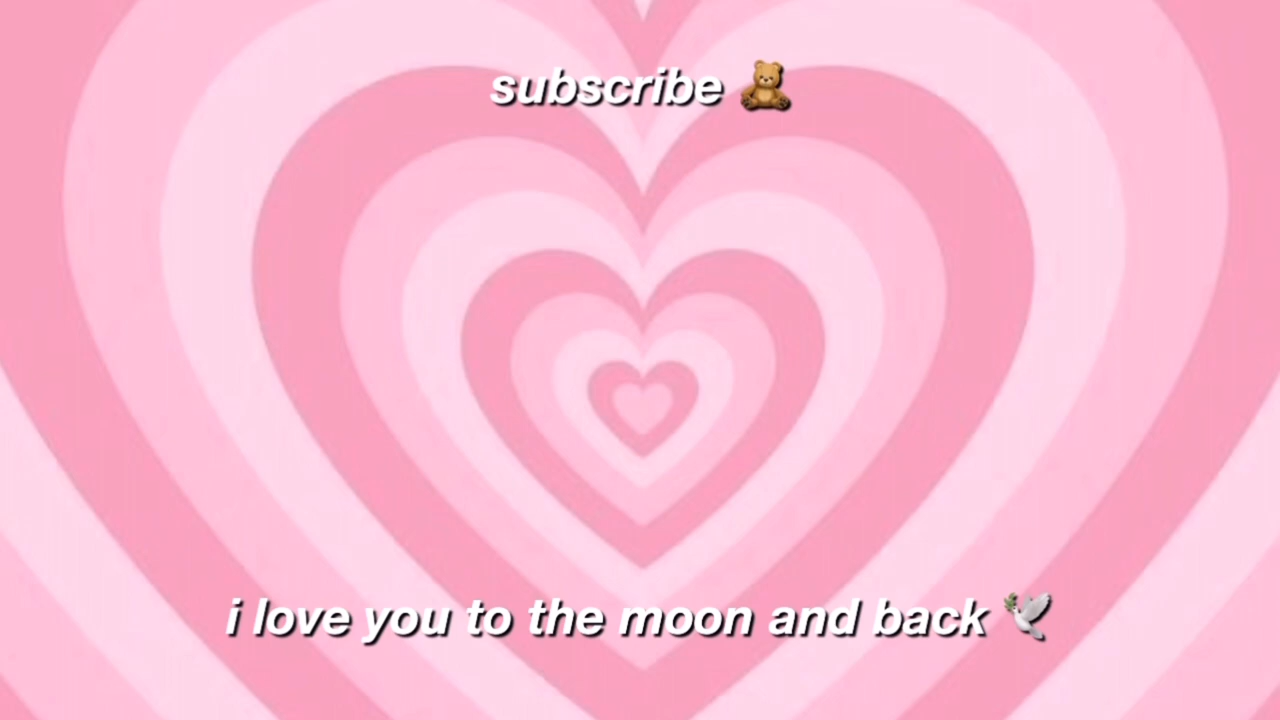 subscribe 🧸
i love you to the moon and back 🕊️